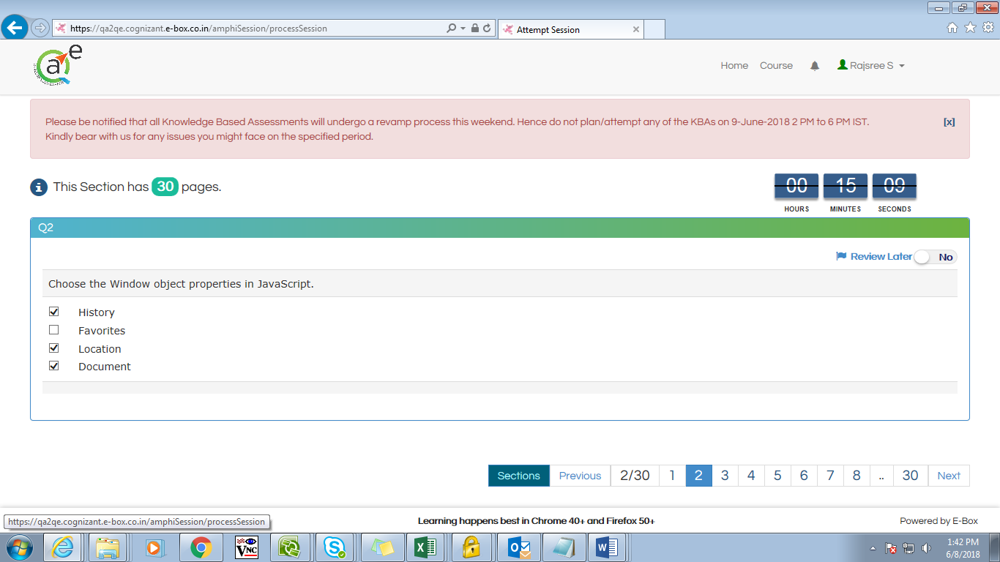 https://qa2qe.cognizant.e-box.co.in/amphiSession/processSession
Attempt Session
a e
Home Course Rajsree S
Please be notified that all Knowledge Based Assessments will undergo a revamp process this weekend. Hence do not plan/attempt any of the KBAs on 9-June-2018 2 PM to 6 PM IST. [x]
Kindly bear with us for any issues you might face on the specified period.
This Section has 30 pages.
00 15 09
HOURS MINUTES SECONDS
Q2
Review Later No
Choose the Window object properties in JavaScript.
History
Favorites
Location
Document
Sections Previous 2/30 1 2 3 4 5 6 7 8 .. 30 Next
https://qa2qe.cognizant.e-box.co.in/amphiSession/processSession
Learning happens best in Chrome 40+ and Firefox 50+
Powered by E-Box
1:42 PM
6/8/2018